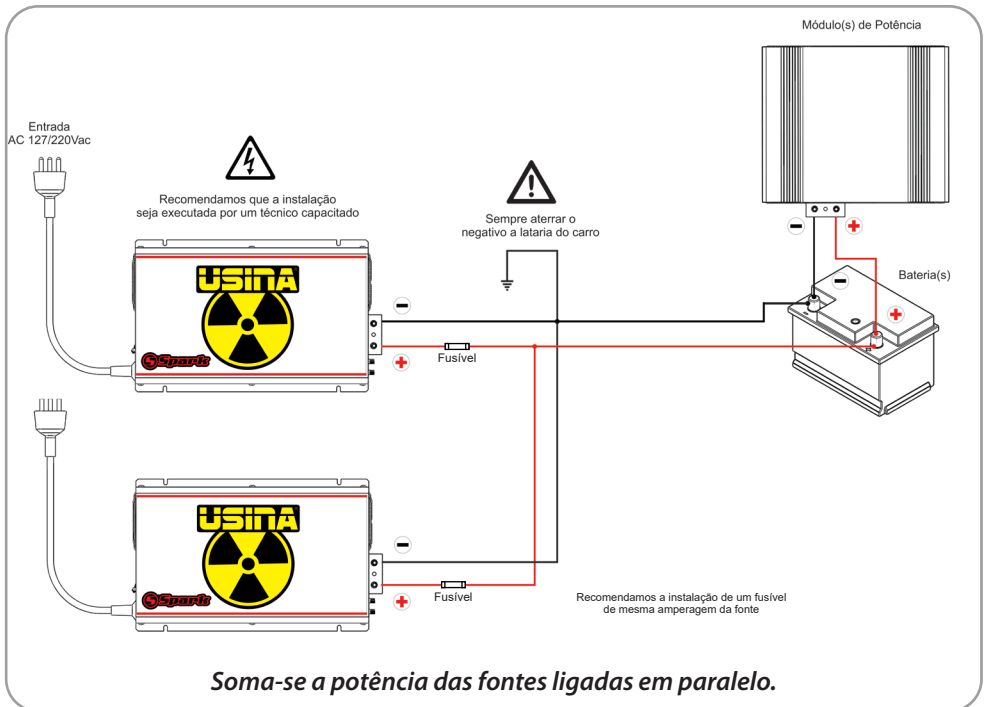 Módulo(s) de Potência
Entrada
AC 127/220Vac
Recomendamos que a instalação
seja executada por um técnico capacitado
Sempre aterrar o
negativo a lataria do carro
Bateria(s)
USINA
Spark
Fusível
USINA
Spark
Fusível
Recomendamos a instalação de um fusível
de mesma amperagem da fonte
Soma-se a potência das fontes ligadas em paralelo.